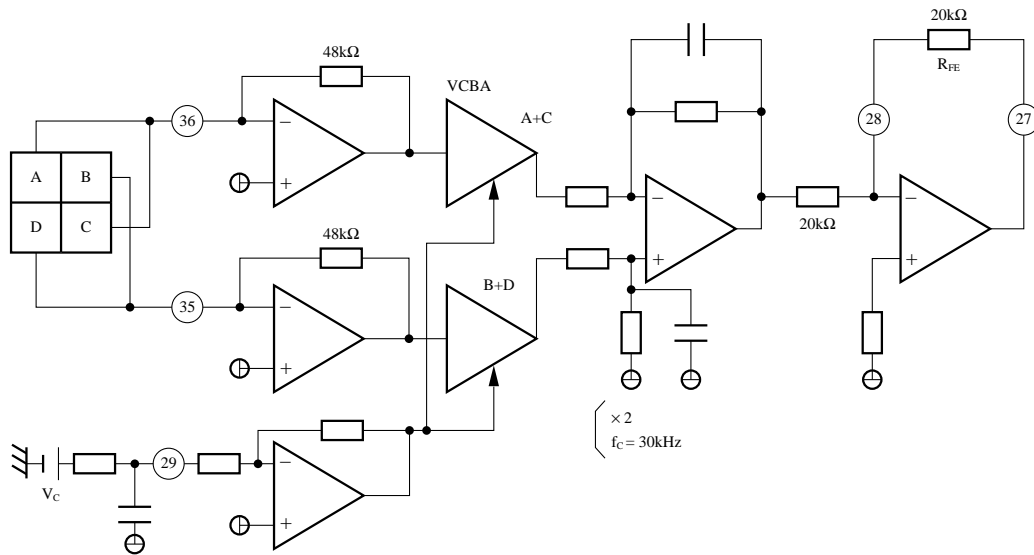 20kΩ
R_FE
48kΩ
VCBA
A+C
36
28
27
−
+
A B
D C
−
+
−
+
20kΩ
−
+
48kΩ
B+D
35
−
+
× 2
f_C = 30kHz
29
V_C
−
+